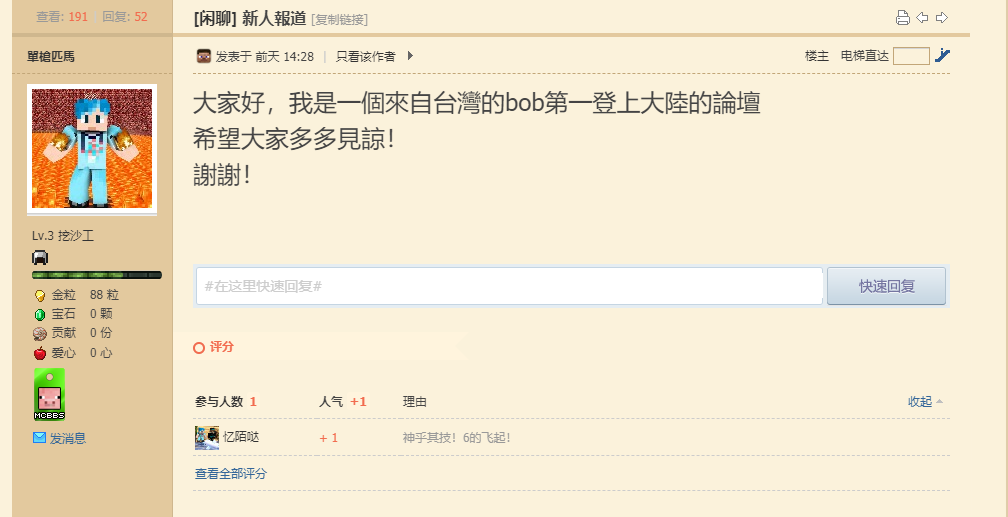 查看: 191 回复: 52
[闲聊] 新人報道 [复制链接]
單槍匹馬
发表于 前天 14:28 | 只看该作者
楼主 电梯直达
大家好，我是一個來自台灣的bob第一登上大陸的論壇
希望大家多多見諒！
謝謝！
Lv.3 挖沙工
金粒 88 粒
宝石 0 颗
贡献 0 份
爱心 0 心
MCBBS
发消息
#在这里快速回复#
快速回复
评分
参与人数 1 人气 +1 理由 收起
忆陌哒 + 1 神乎其技！6的飞起！
查看全部评分